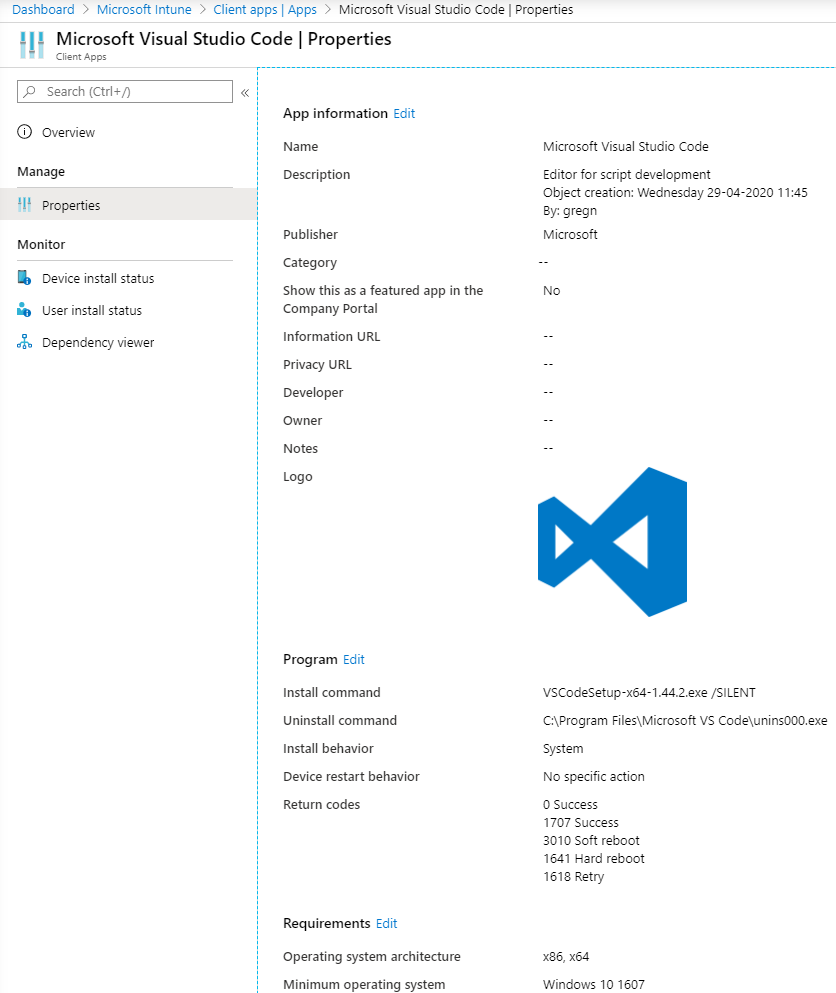 Dashboard > Microsoft Intune > Client apps | Apps > Microsoft Visual Studio Code | Properties
Microsoft Visual Studio Code | Properties
Client Apps
Search (Ctrl+/)
«
Overview
Manage
Properties
Monitor
Device install status
User install status
Dependency viewer
App information Edit
Name Microsoft Visual Studio Code
Description Editor for script development
Object creation: Wednesday 29-04-2020 11:45
By: gregn
Publisher Microsoft
Category --
Show this as a featured app in the No
Company Portal
Information URL --
Privacy URL --
Developer --
Owner --
Notes --
Logo
Program Edit
Install command VSCodeSetup-x64-1.44.2.exe /SILENT
Uninstall command C:\Program Files\Microsoft VS Code\unins000.exe
Install behavior System
Device restart behavior No specific action
Return codes 0 Success
1707 Success
3010 Soft reboot
1641 Hard reboot
1618 Retry
Requirements Edit
Operating system architecture x86, x64
Minimum operating system Windows 10 1607